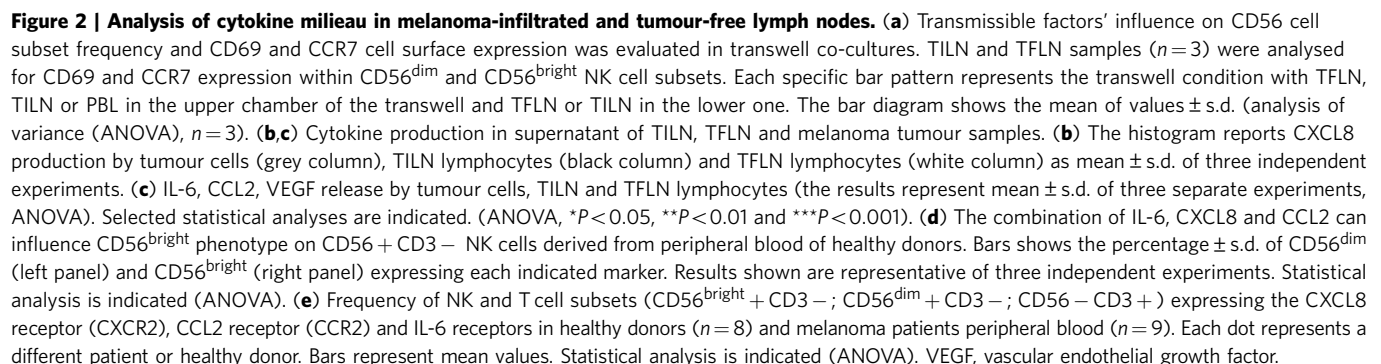 Figure 2 | Analysis of cytokine milieau in melanoma-infiltrated and tumour-free lymph nodes. (a) Transmissible factors' influence on CD56 cell
subset frequency and CD69 and CCR7 cell surface expression was evaluated in transwell co-cultures. TILN and TFLN samples (n=3) were analysed
for CD69 and CCR7 expression within CD56dim and CD56bright NK cell subsets. Each specific bar pattern represents the transwell condition with TFLN,
TILN or PBL in the upper chamber of the transwell and TFLN or TILN in the lower one. The bar diagram shows the mean of values ± s.d. (analysis of
variance (ANOVA), n=3). (b,c) Cytokine production in supernatant of TILN, TFLN and melanoma tumour samples. (b) The histogram reports CXCL8
production by tumour cells (grey column), TILN lymphocytes (black column) and TFLN lymphocytes (white column) as mean ± s.d. of three independent
experiments. (c) IL-6, CCL2, VEGF release by tumour cells, TILN and TFLN lymphocytes (the results represent mean ± s.d. of three separate experiments,
ANOVA). Selected statistical analyses are indicated. (ANOVA, *P<0.05, **P<0.01 and ***P<0.001). (d) The combination of IL-6, CXCL8 and CCL2 can
influence CD56bright phenotype on CD56+CD3− NK cells derived from peripheral blood of healthy donors. Bars shows the percentage ± s.d. of CD56dim
(left panel) and CD56bright (right panel) expressing each indicated marker. Results shown are representative of three independent experiments. Statistical
analysis is indicated (ANOVA). (e) Frequency of NK and T cell subsets (CD56bright+CD3−; CD56dim+CD3−; CD56−CD3+) expressing the CXCL8
receptor (CXCR2), CCL2 receptor (CCR2) and IL-6 receptors in healthy donors (n=8) and melanoma patients peripheral blood (n=9). Each dot represents a
different patient or healthy donor. Bars represent mean values. Statistical analysis is indicated (ANOVA). VEGF, vascular endothelial growth factor.